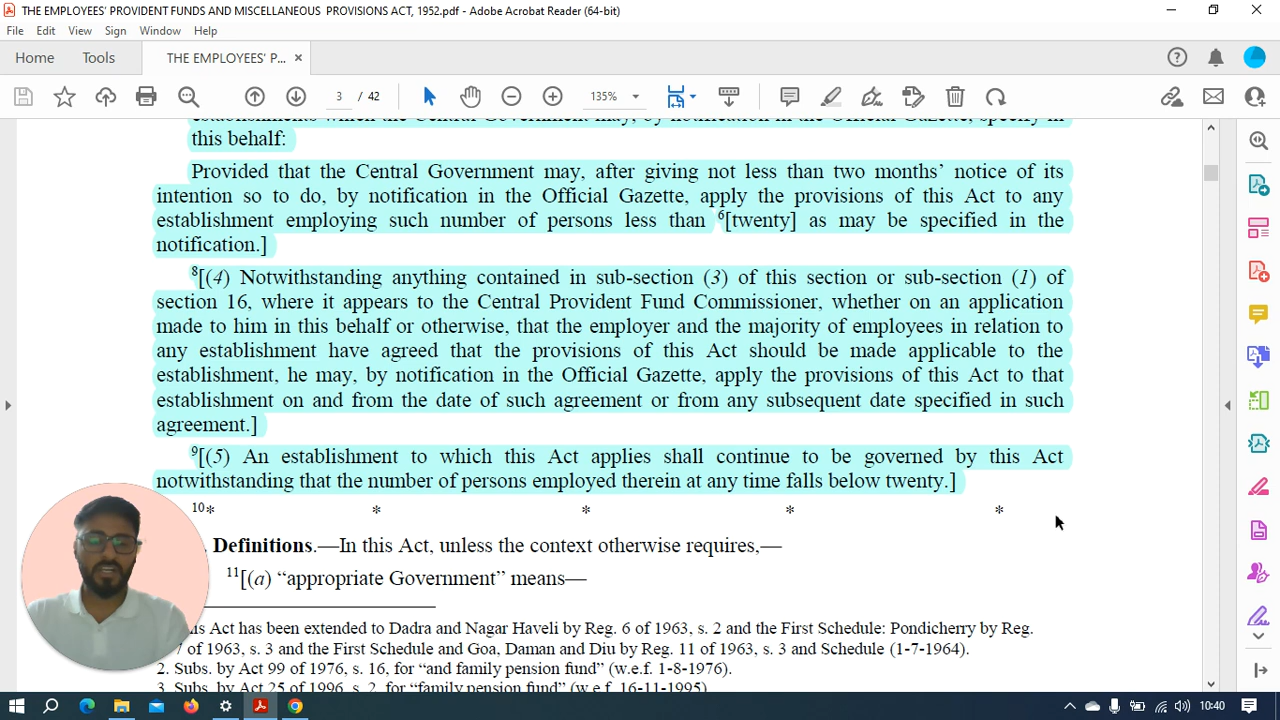 THE EMPLOYEES' PROVIDENT FUNDS AND MISCELLANEOUS PROVISIONS ACT, 1952.pdf - Adobe Acrobat Reader (64-bit)
File Edit View Sign Window Help
Home Tools THE EMPLOYEES' P... ×
3 / 42 135%
this behalf:
Provided that the Central Government may, after giving not less than two months’ notice of its
intention so to do, by notification in the Official Gazette, apply the provisions of this Act to any
establishment employing such number of persons less than 6[twenty] as may be specified in the
notification.]
8[(4) Notwithstanding anything contained in sub-section (3) of this section or sub-section (1) of
section 16, where it appears to the Central Provident Fund Commissioner, whether on an application
made to him in this behalf or otherwise, that the employer and the majority of employees in relation to
any establishment have agreed that the provisions of this Act should be made applicable to the
establishment, he may, by notification in the Official Gazette, apply the provisions of this Act to that
establishment on and from the date of such agreement or from any subsequent date specified in such
agreement.]
9[(5) An establishment to which this Act applies shall continue to be governed by this Act
notwithstanding that the number of persons employed therein at any time falls below twenty.]
10* * * * *
. Definitions.—In this Act, unless the context otherwise requires,—
11[(a) “appropriate Government” means—
Act has been extended to Dadra and Nagar Haveli by Reg. 6 of 1963, s. 2 and the First Schedule: Pondicherry by Reg.
of 1963, s. 3 and the First Schedule and Goa, Daman and Diu by Reg. 11 of 1963, s. 3 and Schedule (1-7-1964).
2. Subs. by Act 99 of 1976, s. 16, for “and family pension fund” (w.e.f. 1-8-1976).
3. Subs. by Act 25 of 1996, s. 2, for “family pension fund” (w.e.f. 16-11-1995).
10:40